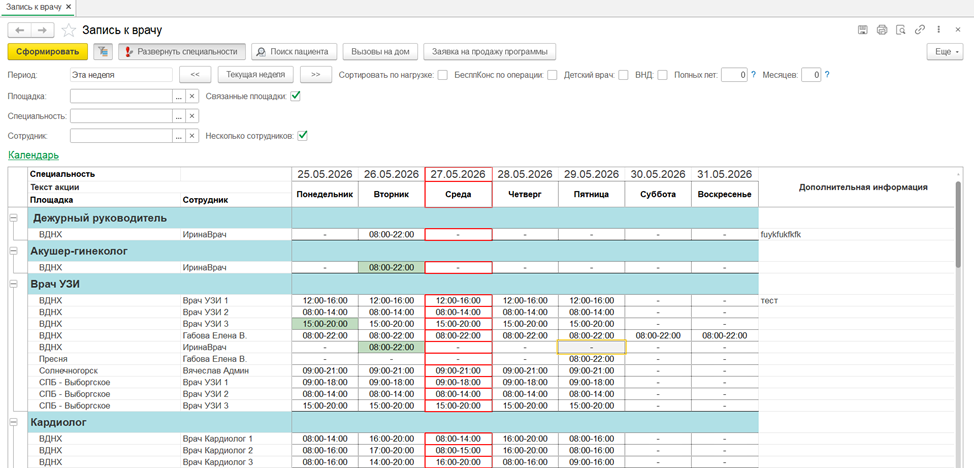 Запись к врачу ×
Запись к врачу
Сформировать Развернуть специальности Поиск пациента Вызовы на дом Заявка на продажу программы Еще
Период: Эта неделя << Текущая неделя >> Сортировать по нагрузке: БесплКонс по операции: Детский врач: ВНД: Полных лет: 0 ? Месяцев: 0 ?
Площадка: ... × Связанные площадки:
Специальность: ... ×
Сотрудник: ... × Несколько сотрудников:
Календарь
Специальность 25.05.2026 26.05.2026 27.05.2026 28.05.2026 29.05.2026 30.05.2026 31.05.2026
Текст акции Понедельник Вторник Среда Четверг Пятница Суббота Воскресенье Дополнительная информация
Площадка Сотрудник
Дежурный руководитель
ВДНХ ИринаВрач - 08:00-22:00 - - - - - fuykfukfkfk
Акушер-гинеколог
ВДНХ ИринаВрач - 08:00-22:00 - - - - -
Врач УЗИ
ВДНХ Врач УЗИ 1 12:00-16:00 12:00-16:00 12:00-16:00 12:00-16:00 12:00-16:00 - - тест
ВДНХ Врач УЗИ 2 08:00-14:00 08:00-14:00 08:00-14:00 08:00-14:00 08:00-14:00 - -
ВДНХ Врач УЗИ 3 15:00-20:00 15:00-20:00 15:00-20:00 15:00-20:00 15:00-20:00 - -
ВДНХ Габова Елена В. 08:00-22:00 08:00-22:00 08:00-22:00 08:00-22:00 08:00-22:00 08:00-22:00 08:00-22:00
ВДНХ ИринаВрач - 08:00-22:00 - - - - -
Пресня Габова Елена В. - - - - 08:00-22:00 - -
Солнечногорск Вячеслав Админ 09:00-21:00 09:00-21:00 09:00-21:00 09:00-21:00 09:00-21:00 - -
СПБ - Выборгское Врач УЗИ 1 09:00-18:00 09:00-18:00 09:00-18:00 09:00-18:00 09:00-18:00 - -
СПБ - Выборгское Врач УЗИ 2 08:00-14:00 08:00-14:00 08:00-14:00 08:00-14:00 08:00-14:00 - -
СПБ - Выборгское Врач УЗИ 3 15:00-20:00 15:00-20:00 15:00-20:00 15:00-20:00 15:00-20:00 - -
Кардиолог
ВДНХ Врач Кардиолог 1 08:00-14:00 16:00-20:00 08:00-14:00 16:00-20:00 08:00-14:00 - -
ВДНХ Врач Кардиолог 2 08:00-16:00 17:00-20:00 08:00-15:00 16:00-20:00 08:00-16:00 - -
ВДНХ Врач Кардиолог 3 08:00-16:00 14:00-20:00 16:00-20:00 08:00-16:00 09:00-16:00 - -